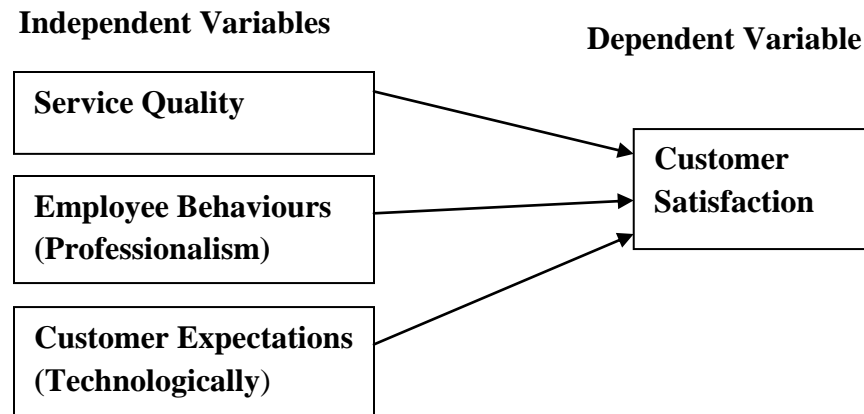 Independent Variables
Dependent Variable
Service Quality
Employee Behaviours
(Professionalism)
Customer Expectations
(Technologically)
Customer
Satisfaction